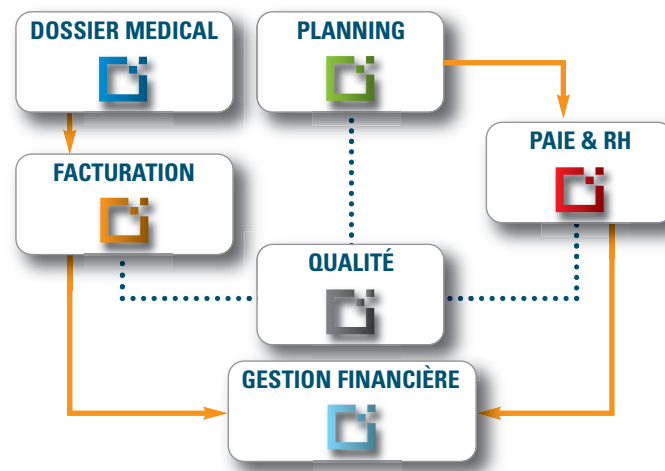 DOSSIER MEDICAL
PLANNING
PAIE & RH
FACTURATION
QUALITÉ
GESTION FINANCIÈRE